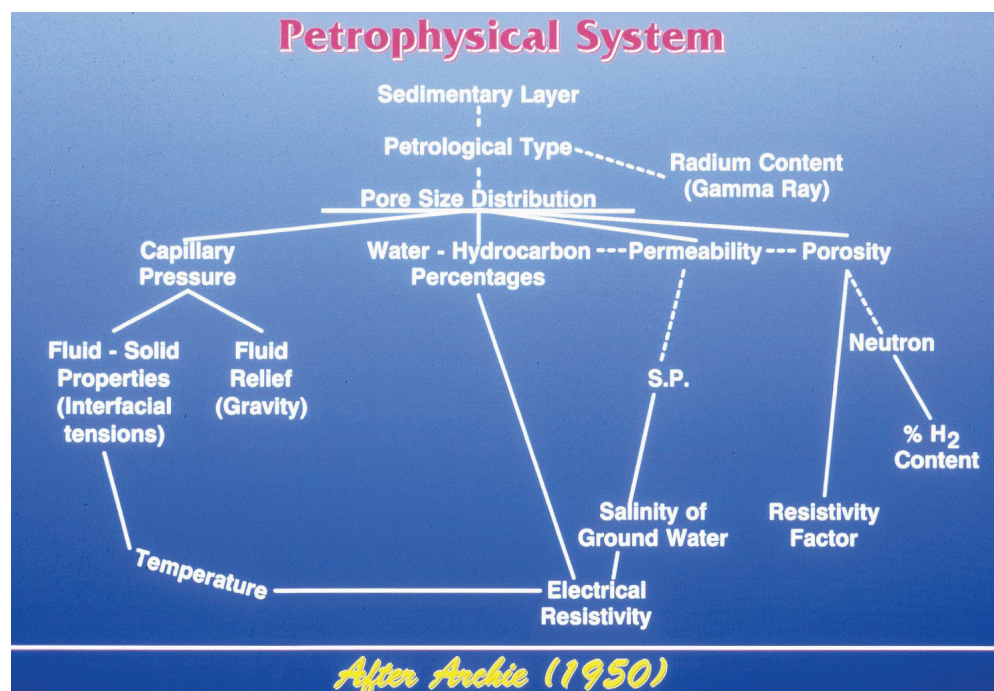 Petrophysical System
Sedimentary Layer
Petrological Type
Radium Content
(Gamma Ray)
Pore Size Distribution
Capillary
Pressure
Water - Hydrocarbon
Percentages
Permeability
Porosity
Fluid - Solid
Properties
(Interfacial
tensions)
Fluid
Relief
(Gravity)
S.P.
Neutron
% H2
Content
Salinity of
Ground Water
Resistivity
Factor
Temperature
Electrical
Resistivity
After Archie (1950)